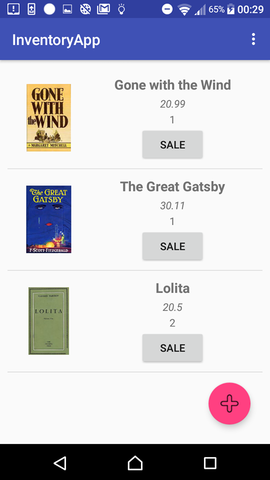 65% 00:29
InventoryApp
GONE
WITH
the WIND
MARGARET MITCHELL
Gone with the Wind
20.99
1
SALE
The Great
GATSBY
F·SCOTT·FITZGERALD
The Great Gatsby
30.11
1
SALE
LOLITA
Lolita
20.5
2
SALE